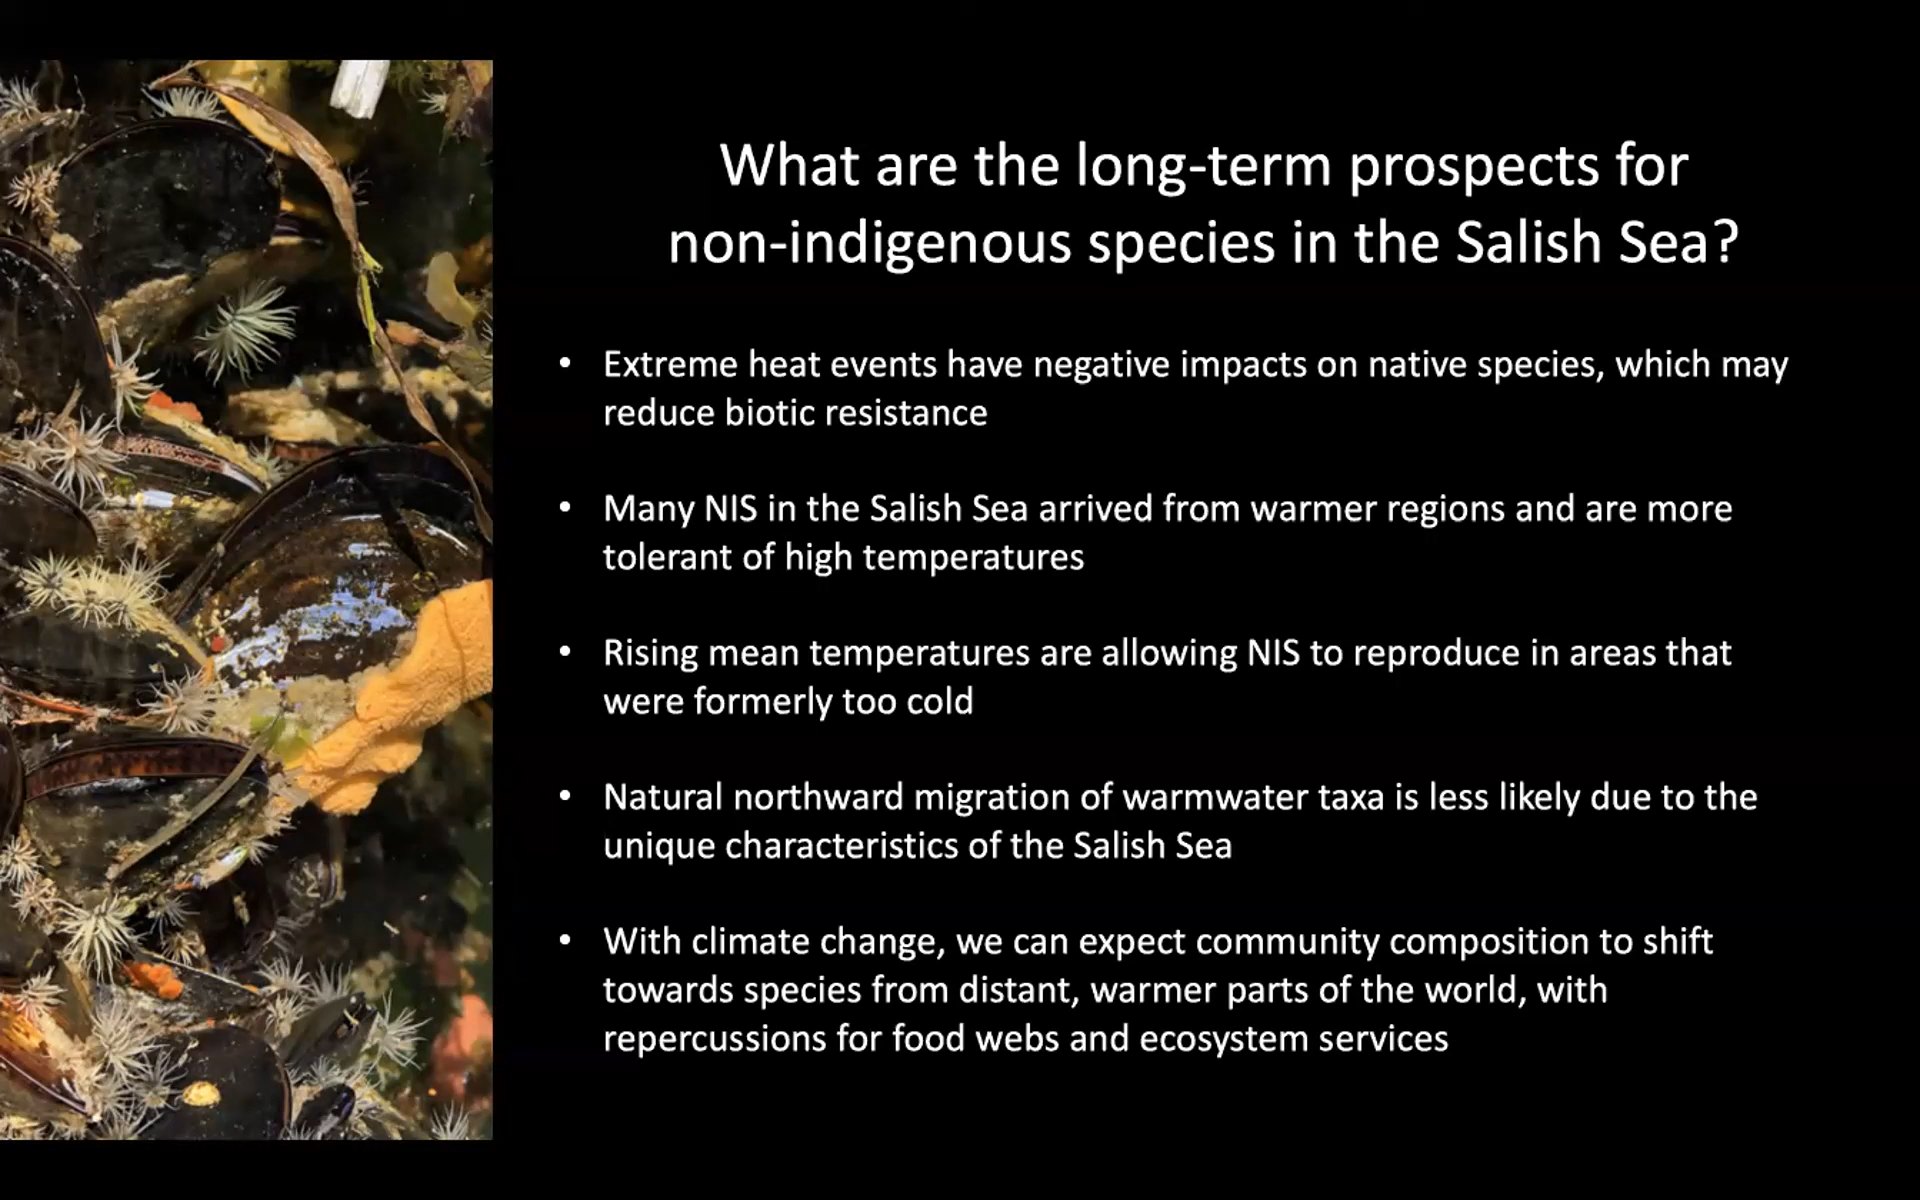 What are the long-term prospects for
non-indigenous species in the Salish Sea?
• Extreme heat events have negative impacts on native species, which may
reduce biotic resistance
• Many NIS in the Salish Sea arrived from warmer regions and are more
tolerant of high temperatures
• Rising mean temperatures are allowing NIS to reproduce in areas that
were formerly too cold
• Natural northward migration of warmwater taxa is less likely due to the
unique characteristics of the Salish Sea
• With climate change, we can expect community composition to shift
towards species from distant, warmer parts of the world, with
repercussions for food webs and ecosystem services